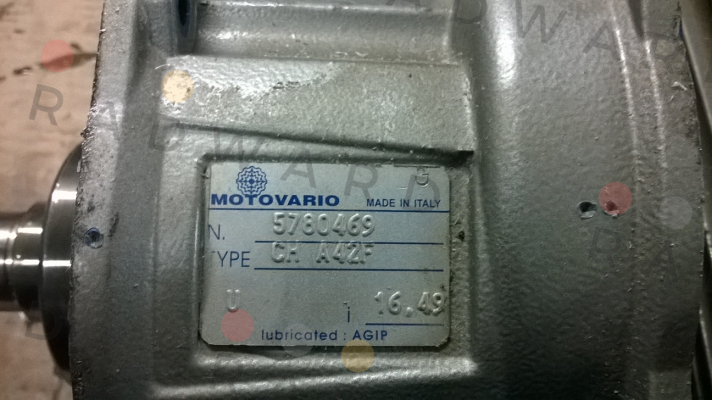 MOTOVARIO MADE IN ITALY
N. 5780469
TYPE CH A42F
U i 16.49
lubricated : AGIP